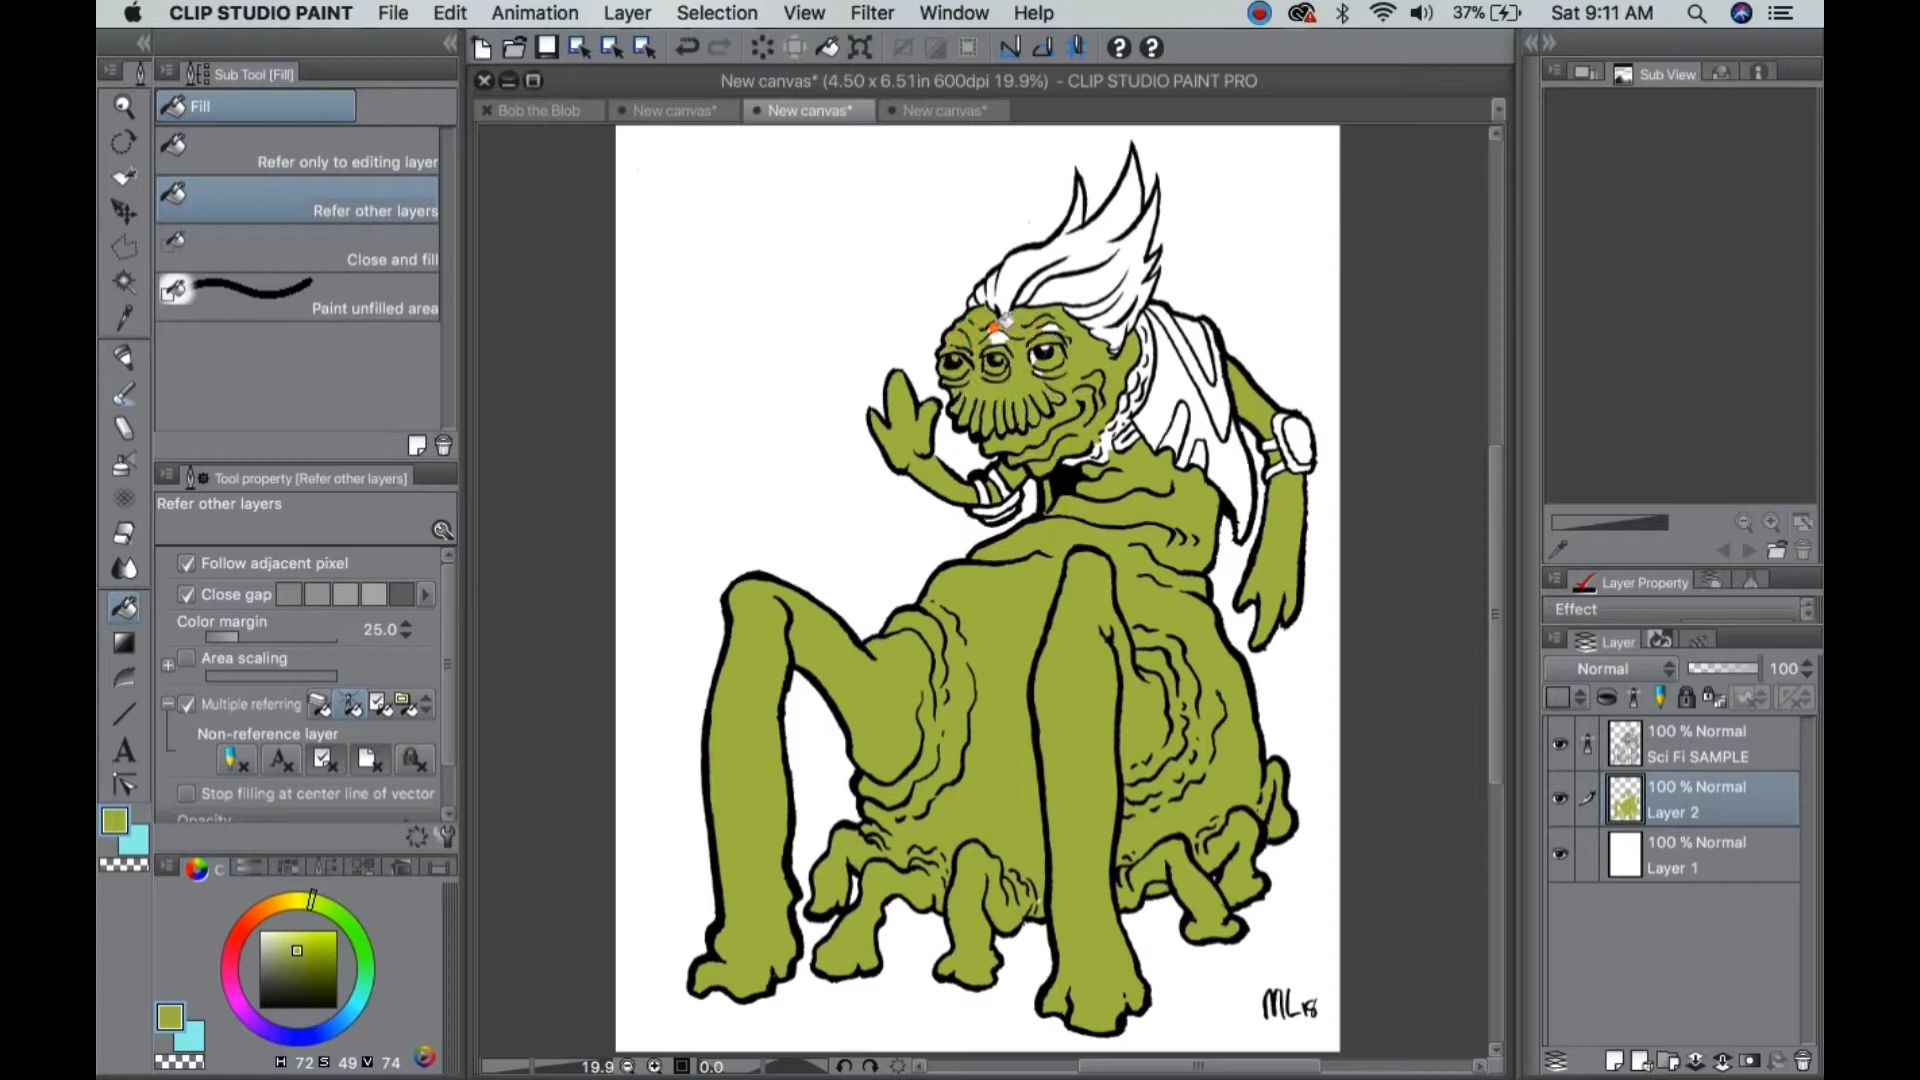 CLIP STUDIO PAINT File Edit Animation Layer Selection View Filter Window Help 37% Sat 9:11 AM
New canvas* (4.50 x 6.51in 600dpi 19.9%) - CLIP STUDIO PAINT PRO
Bob the Blob New canvas* New canvas* New canvas*
Sub Tool [Fill]
Fill
Refer only to editing layer
Refer other layers
Close and fill
Paint unfilled area
Tool property [Refer other layers]
Refer other layers
Follow adjacent pixel
Close gap
Color margin 25.0
Area scaling
Multiple referring
Non-reference layer
Stop filling at center line of vector
Opacity
C
H 72 S 49 V 74
19.9 0.0
ML18
Sub View
Layer Property
Effect
Layer
Normal 100
100 % Normal
Sci Fi SAMPLE
100 % Normal
Layer 2
100 % Normal
Layer 1